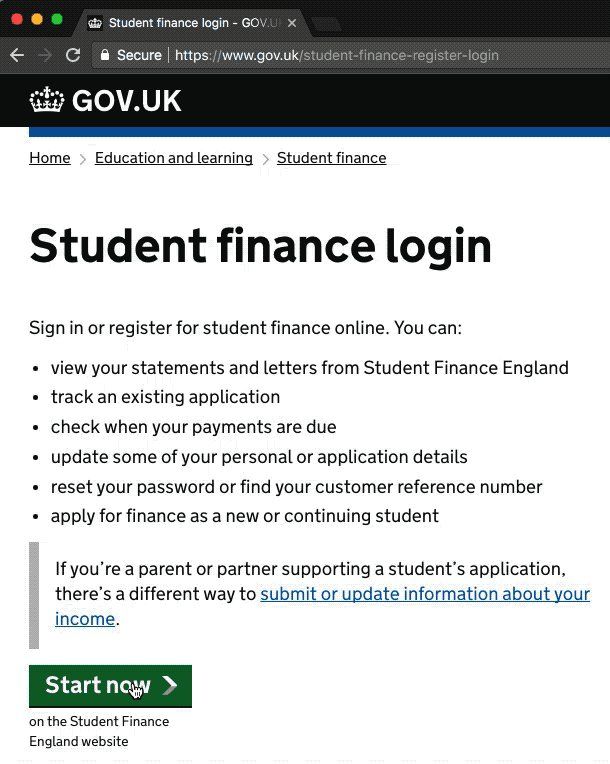 Student finance login - GOV.U
Secure | https://www.gov.uk/student-finance-register-login
GOV.UK
Home > Education and learning > Student finance
Student finance login
Sign in or register for student finance online. You can:
• view your statements and letters from Student Finance England
• track an existing application
• check when your payments are due
• update some of your personal or application details
• reset your password or find your customer reference number
• apply for finance as a new or continuing student
If you’re a parent or partner supporting a student’s application,
there’s a different way to submit or update information about your
income.
Start now
on the Student Finance
England website